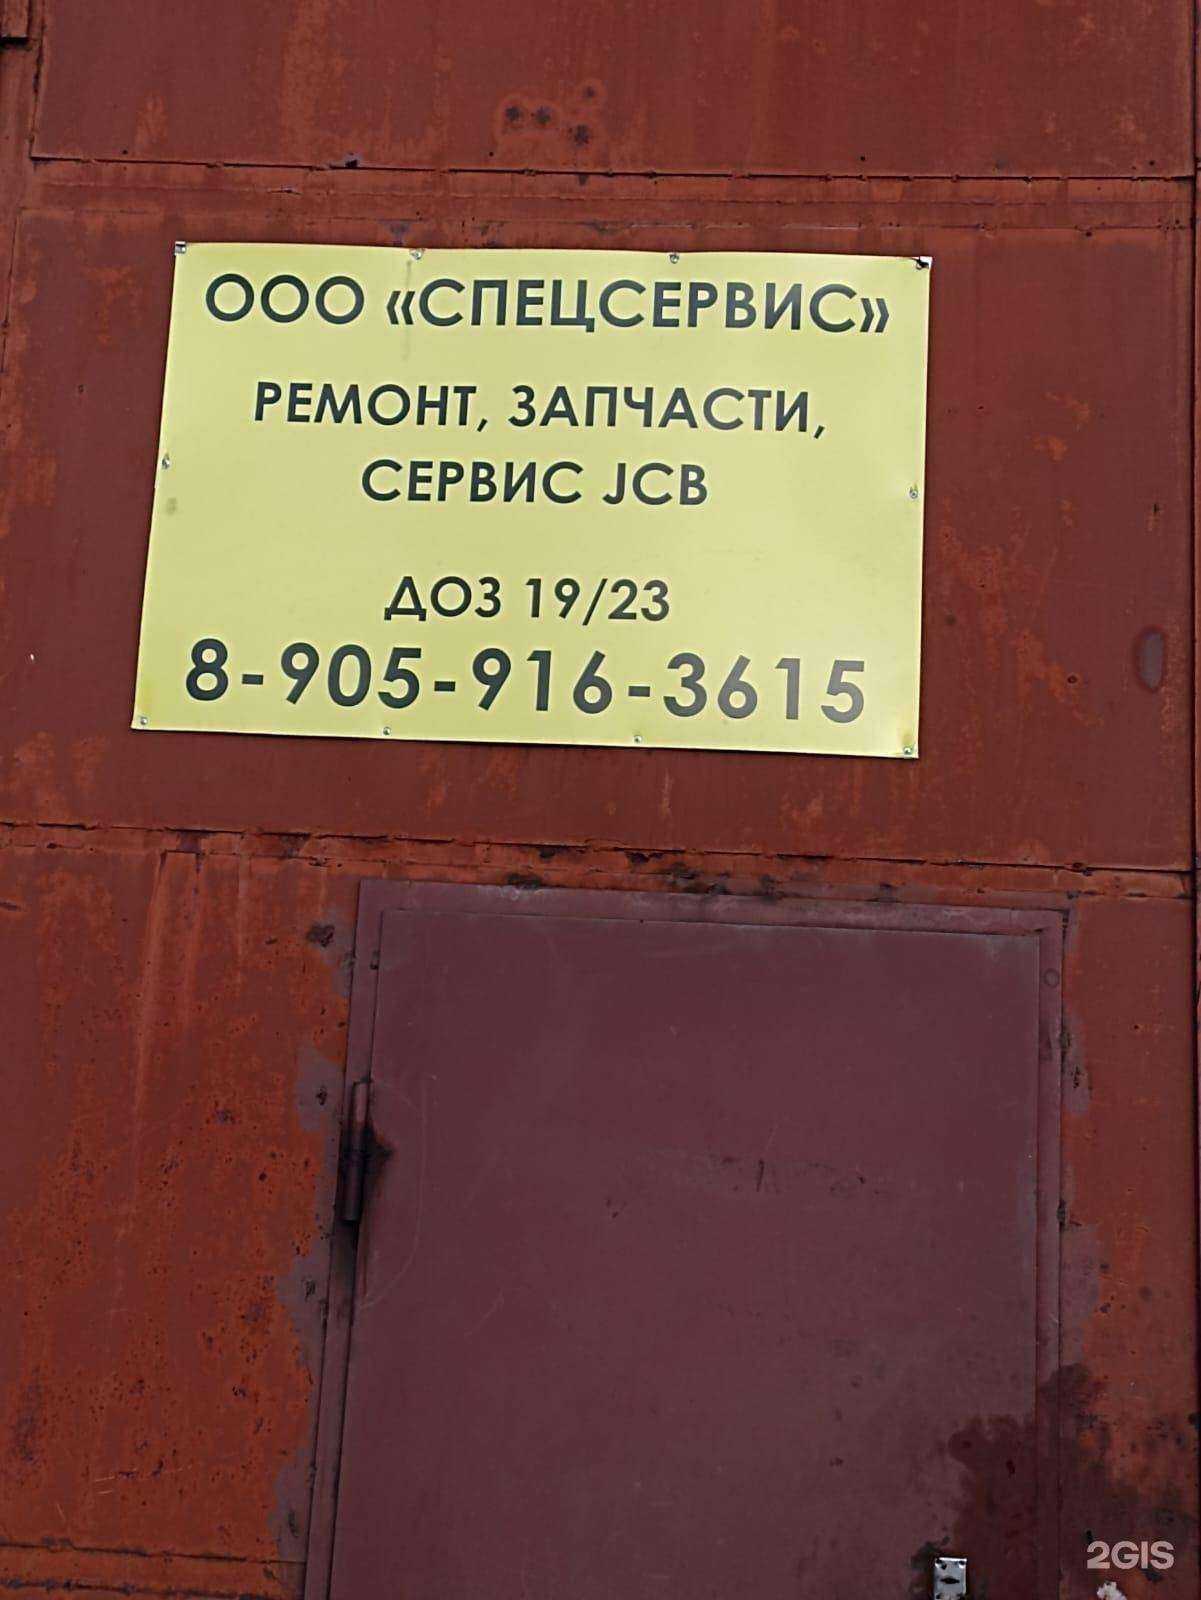 ООО «СПЕЦСЕРВИС»
РЕМОНТ, ЗАПЧАСТИ,
СЕРВИС JCB
ДОЗ 19/23
8-905-916-3615
2GIS